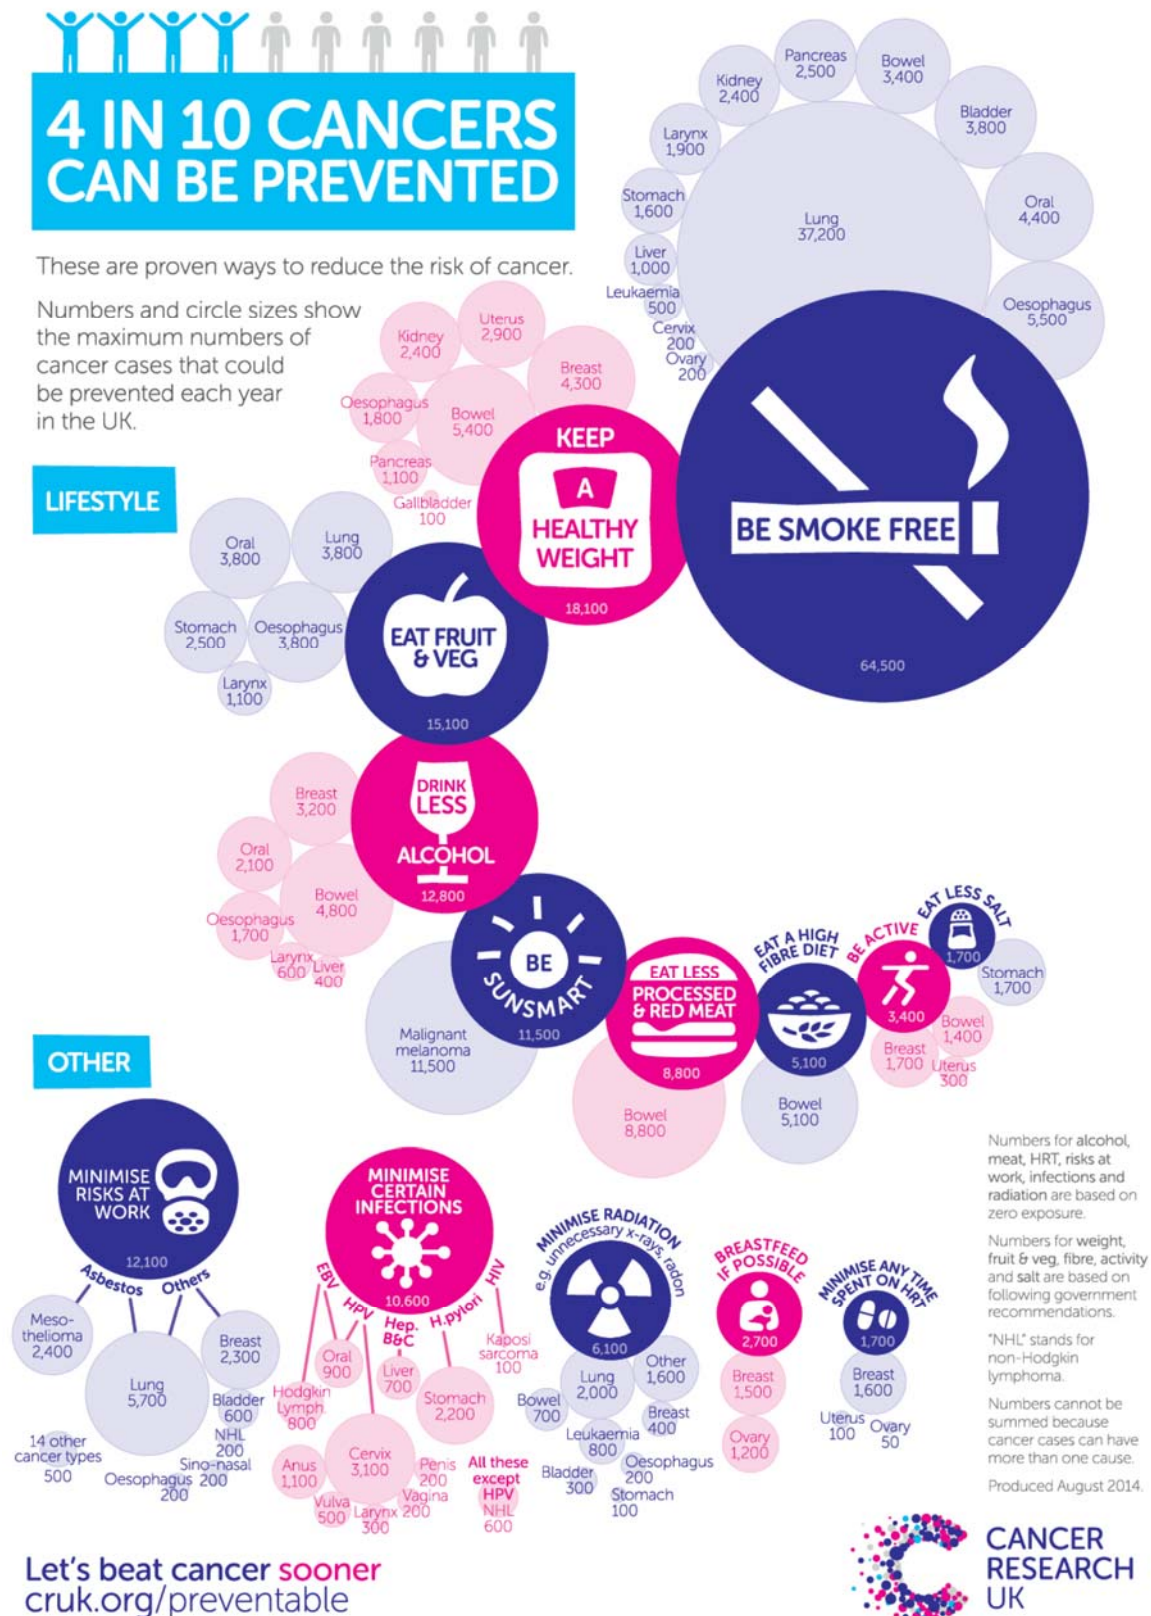 4 IN 10 CANCERS
CAN BE PREVENTED
These are proven ways to reduce the risk of cancer.
Numbers and circle sizes show
the maximum numbers of
cancer cases that could
be prevented each year
in the UK.
LIFESTYLE
Pancreas
2,500
Bowel
3,400
Kidney
2,400
Bladder
3,800
Larynx
1,900
Stomach
1,600
Oral
4,400
Lung
37,200
Liver
1,000
Leukaemia
500
Oesophagus
5,500
Cervix
200
Ovary
200
BE SMOKE FREE
64,500
Uterus
2,900
Kidney
2,400
Breast
4,300
Oesophagus
1,800
Bowel
5,400
Pancreas
1,100
Gallbladder
100
KEEP
A
HEALTHY
WEIGHT
18,100
Oral
3,800
Lung
3,800
Stomach
2,500
Oesophagus
3,800
Larynx
1,100
EAT FRUIT
& VEG
15,100
Breast
3,200
Oral
2,100
Bowel
4,800
Oesophagus
1,700
Larynx
600
Liver
400
DRINK
LESS
ALCOHOL
12,800
BE
SUNSMART
11,500
Malignant
melanoma
11,500
EAT LESS
PROCESSED
& RED MEAT
8,800
Bowel
8,800
EAT A HIGH
FIBRE DIET
5,100
Bowel
5,100
BE ACTIVE
3,400
Bowel
1,400
Breast
1,700
Uterus
300
EAT LESS SALT
1,700
Stomach
1,700
OTHER
MINIMISE
RISKS AT
WORK
12,100
Asbestos
Others
Meso-
thelioma
2,400
Lung
5,700
Breast
2,300
Bladder
600
NHL
200
Sino-nasal
200
Oesophagus
200
14 other
cancer types
500
MINIMISE
CERTAIN
INFECTIONS
10,600
EBV
HPV
Hep.
B&C
H.pylori
HIV
Oral
900
Liver
700
Kaposi
sarcoma
100
Hodgkin
Lymph.
800
Stomach
2,200
Anus
1,100
Cervix
3,100
Penis
200
Vulva
500
Larynx
300
Vagina
200
All these
except
HPV
NHL
600
MINIMISE RADIATION
e.g. unnecessary x-rays, radon
6,100
Lung
2,000
Other
1,600
Bowel
700
Breast
400
Leukaemia
800
Oesophagus
200
Bladder
300
Stomach
100
BREASTFEED
IF POSSIBLE
2,700
Breast
1,500
Ovary
1,200
MINIMISE ANY TIME
SPENT ON HRT
1,700
Breast
1,600
Uterus
100
Ovary
50
Numbers for alcohol,
meat, HRT, risks at
work, infections and
radiation are based on
zero exposure.
Numbers for weight,
fruit & veg, fibre, activity
and salt are based on
following government
recommendations.
"NHL" stands for
non-Hodgkin
lymphoma.
Numbers cannot be
summed because
cancer cases can have
more than one cause.
Produced August 2014.
Let's beat cancer sooner
cruk.org/preventable
CANCER
RESEARCH
UK